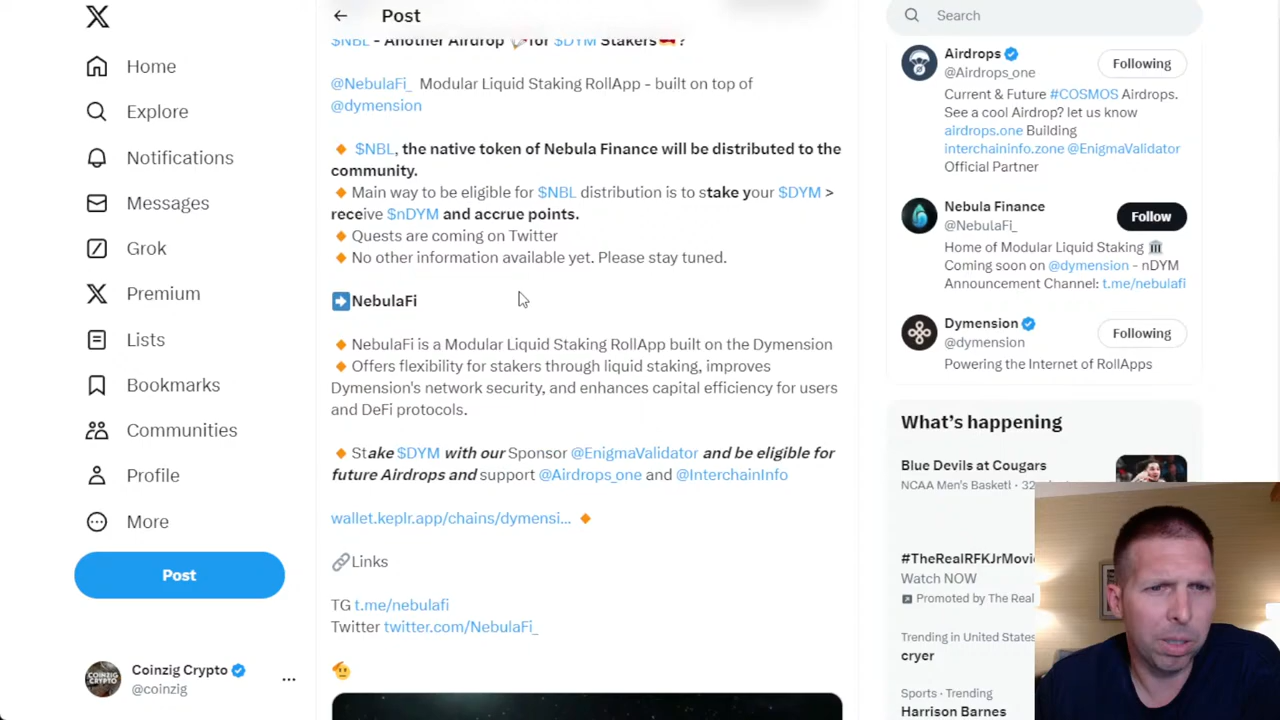 Home
Explore
Notifications
Messages
Grok
Premium
Lists
Bookmarks
Communities
Profile
More
Post
Coinzig Crypto
@coinzig
Post
$NBL - Another Airdrop for $DYM Stakers ?
@NebulaFi_ Modular Liquid Staking RollApp - built on top of
@dymension
$NBL, the native token of Nebula Finance will be distributed to the
community.
Main way to be eligible for $NBL distribution is to stake your $DYM >
receive $nDYM and accrue points.
Quests are coming on Twitter
No other information available yet. Please stay tuned.
NebulaFi
NebulaFi is a Modular Liquid Staking RollApp built on the Dymension
Offers flexibility for stakers through liquid staking, improves
Dymension's network security, and enhances capital efficiency for users
and DeFi protocols.
Stake $DYM with our Sponsor @EnigmaValidator and be eligible for
future Airdrops and support @Airdrops_one and @InterchainInfo
wallet.keplr.app/chains/dymensi...
Links
TG t.me/nebulafi
Twitter twitter.com/NebulaFi_
Search
Airdrops
@Airdrops_one
Following
Current & Future #COSMOS Airdrops.
See a cool Airdrop? let us know
airdrops.one Building
interchaininfo.zone @EnigmaValidator
Official Partner
Nebula Finance
@NebulaFi_
Follow
Home of Modular Liquid Staking
Coming soon on @dymension - nDYM
Announcement Channel: t.me/nebulafi
Dymension
@dymension
Following
Powering the Internet of RollApps
What's happening
Blue Devils at Cougars
NCAA Men's Basketl · 32
#TheRealRFKJrMovi
Watch NOW
Promoted by The Real
Trending in United States
cryer
Sports · Trending
Harrison Barnes